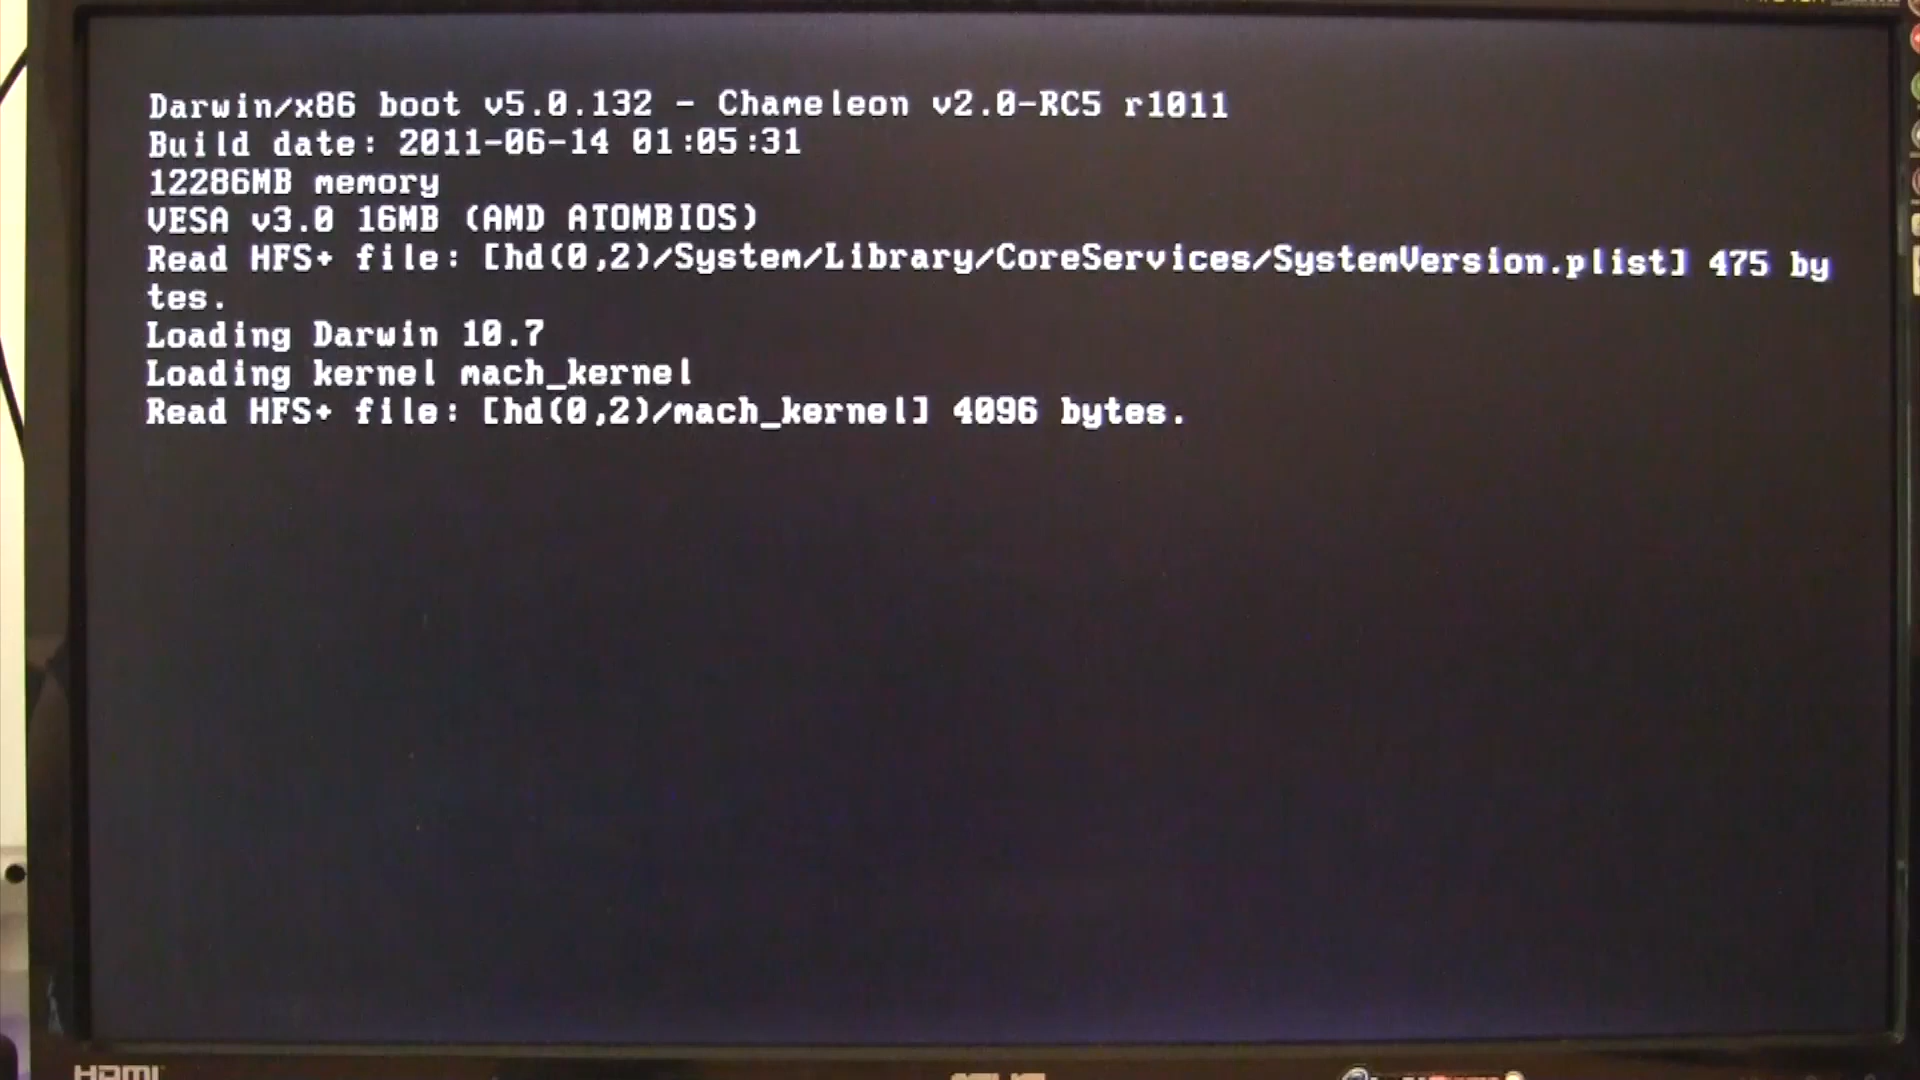 Darwin/x86 boot v5.0.132 - Chameleon v2.0-RC5 r1011
Build date: 2011-06-14 01:05:31
12286MB memory
VESA v3.0 16MB (AMD ATOMBIOS)
Read HFS+ file: [hd(0,2)/System/Library/CoreServices/SystemVersion.plist] 475 by
tes.
Loading Darwin 10.7
Loading kernel mach_kernel
Read HFS+ file: [hd(0,2)/mach_kernel] 4096 bytes.
HDMI